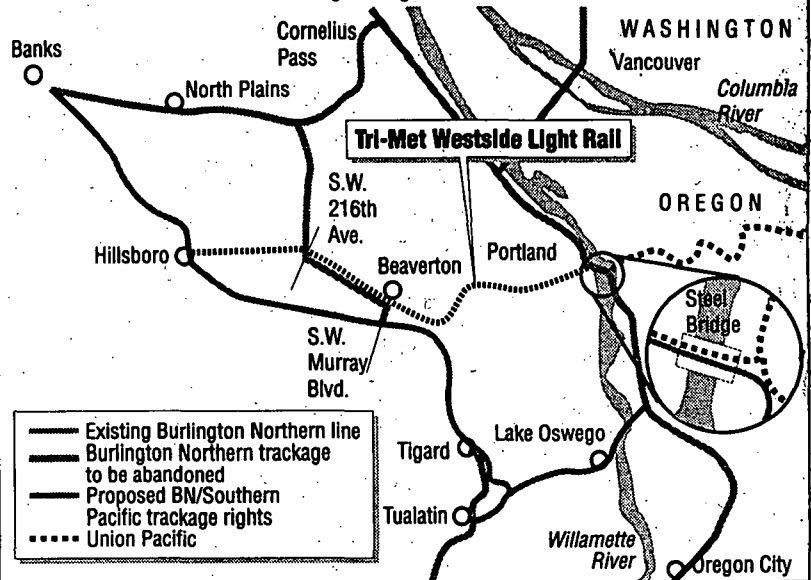 Cornelius
Pass
WASHINGTON
Banks
Vancouver
Columbia
River
North Plains
Tri-Met Westside Light Rail
S.W.
216th
Ave.
OREGON
Hillsboro
Beaverton
Portland
Steel
Bridge
S.W.
Murray
Blvd.
Existing Burlington Northern line
Burlington Northern trackage
to be abandoned
Proposed BN/Southern
Pacific trackage rights
Union Pacific
Tigard
Lake Oswego
Tualatin
Willamette
River
Oregon City